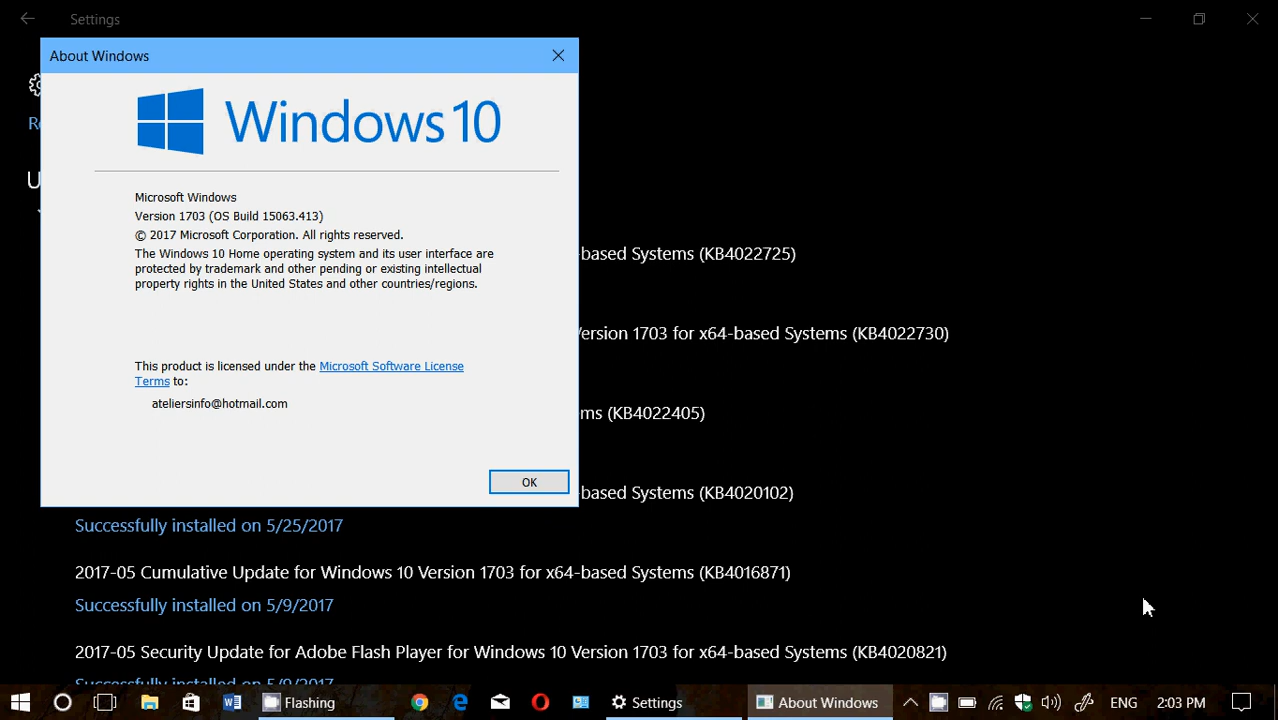 Settings
About Windows
Windows 10
Microsoft Windows
Version 1703 (OS Build 15063.413)
© 2017 Microsoft Corporation. All rights reserved.
The Windows 10 Home operating system and its user interface are
protected by trademark and other pending or existing intellectual
property rights in the United States and other countries/regions.
This product is licensed under the Microsoft Software License
Terms to:
ateliersinfo@hotmail.com
OK
based Systems (KB4022725)
Version 1703 for x64-based Systems (KB4022730)
ms (KB4022405)
based Systems (KB4020102)
Successfully installed on 5/25/2017
2017-05 Cumulative Update for Windows 10 Version 1703 for x64-based Systems (KB4016871)
Successfully installed on 5/9/2017
2017-05 Security Update for Adobe Flash Player for Windows 10 Version 1703 for x64-based Systems (KB4020821)
Successfully installed on 5/9/2017
Flashing
Settings
About Windows
ENG
2:03 PM